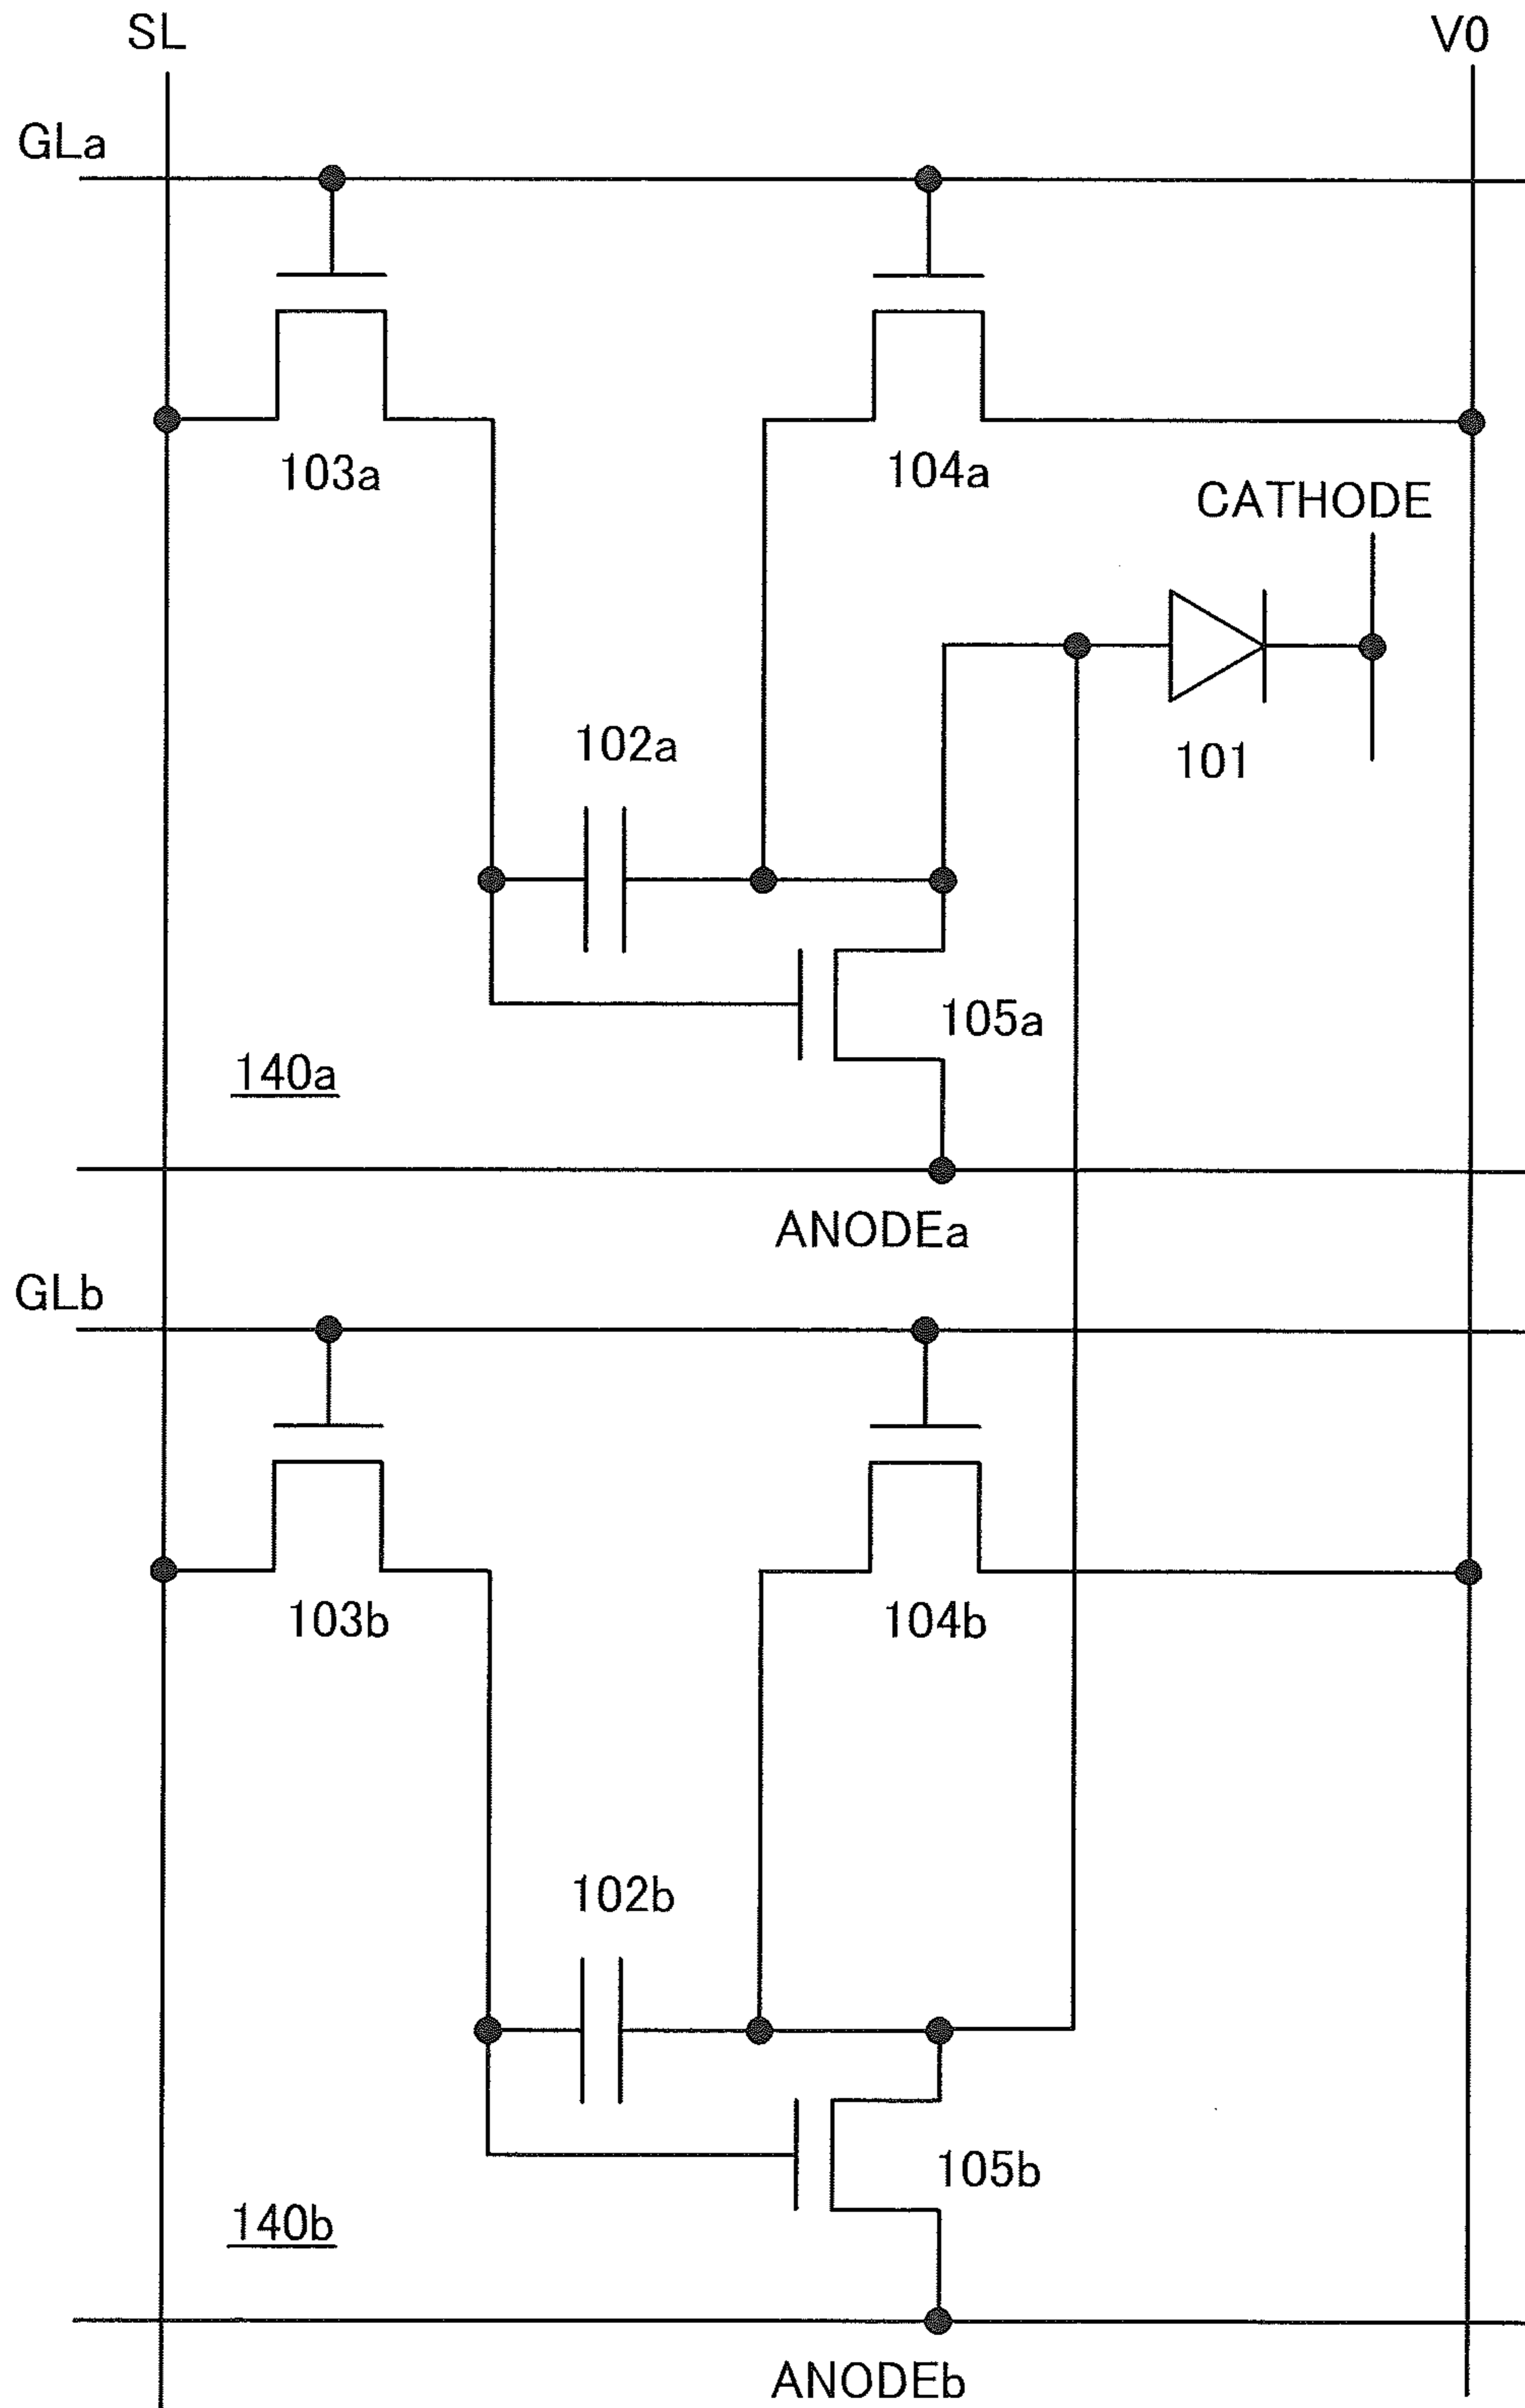 SL
V0
GLa
103a
104a
CATHODE
102a
101
105a
140a
ANODEa
GLb
103b
104b
102b
105b
140b
ANODEb